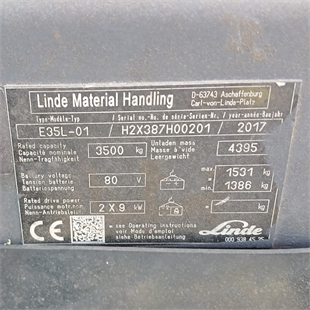 Linde Material Handling
D-63743 Aschaffenburg
Carl-von-Linde-Platz
Type-Modèle-Typ / Serial no.-No. de série-Serien-Nr. / year-année-Baujahr
E35L-01 / H2X387H00201 / 2017
Rated capacity
Capacité nominale
Nenn-Tragfähigkeit
3500 kg
Unladen mass
Masse à vide
Leergewicht
4395
Battery voltage
Tension batterie
Batteriespannung
80 V
max 1531 kg
min 1386 kg
Rated drive power
Puissance motr.nom.
Nenn-Antriebsleistg.
2 X 9 kW
kg
CE
see Operating instructions
voir Mode d'emploi
siehe Betriebsanleitung
Linde